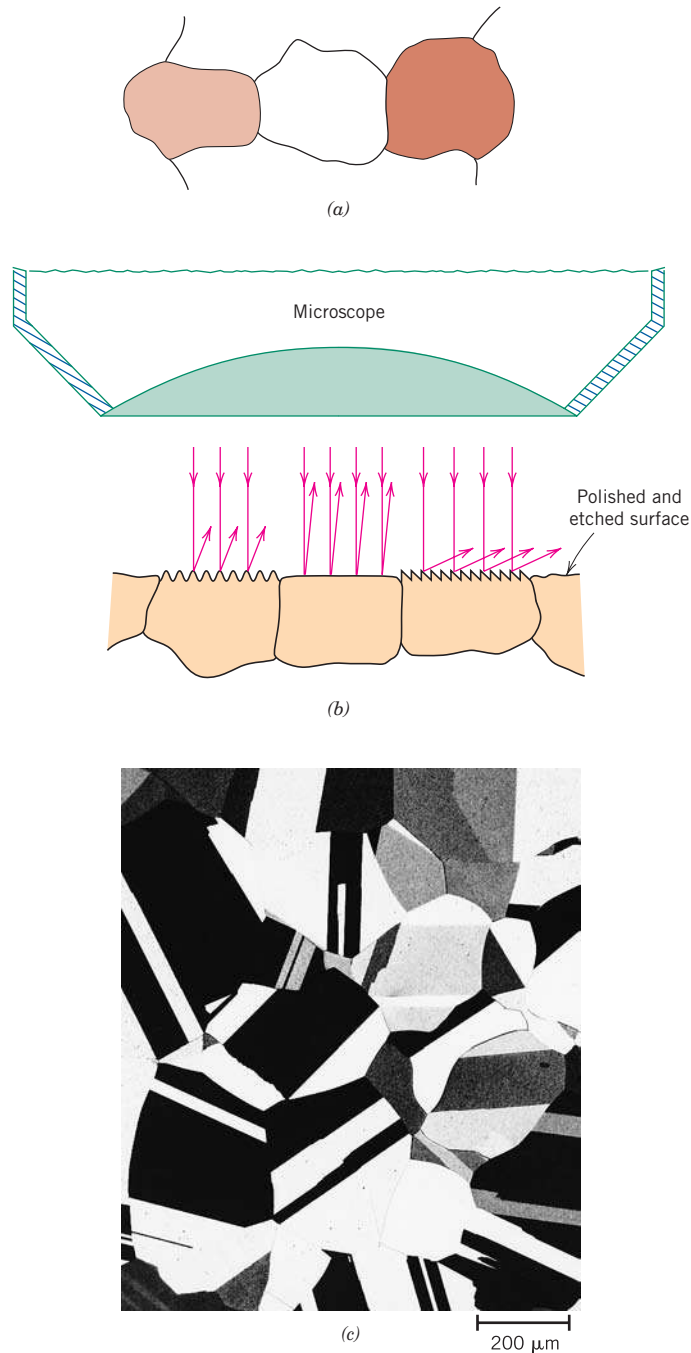 (a)
Microscope
Polished and
etched surface
(b)
(c)
200 μm